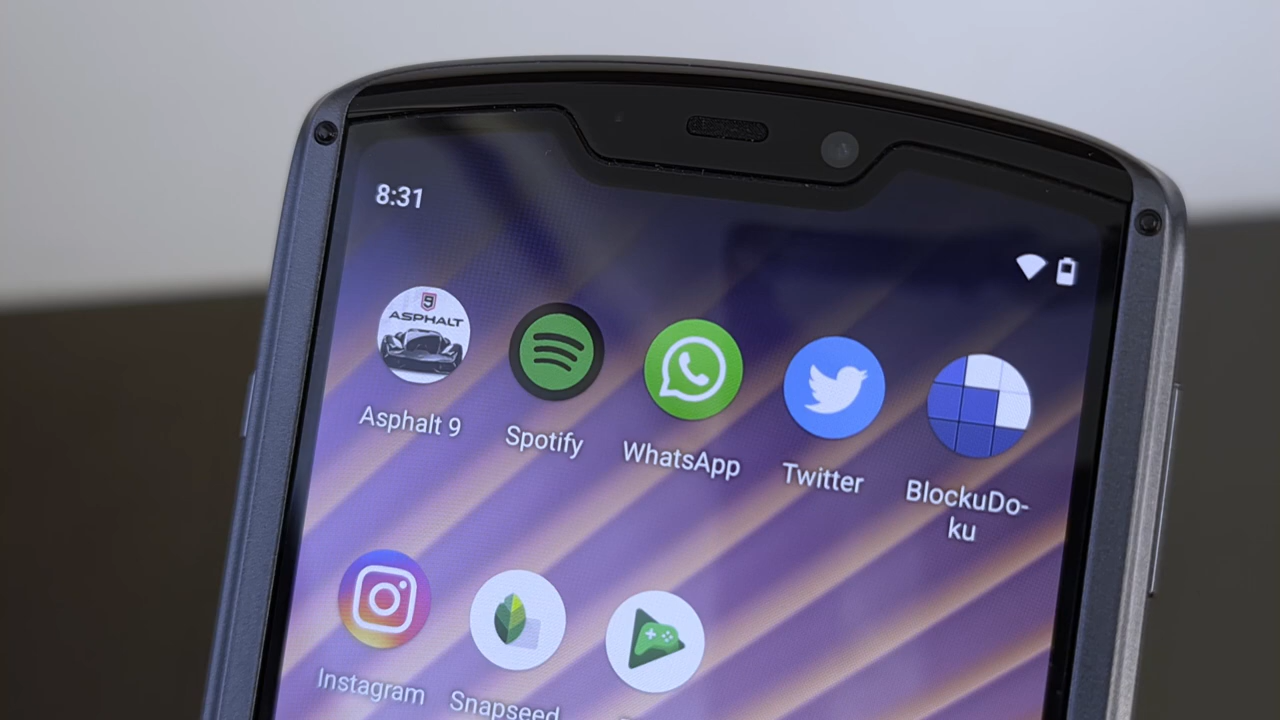 8:31
9
ASPHALT
Asphalt 9
Spotify
WhatsApp
Twitter
BlockuDo-
ku
Instagram
Snapseed